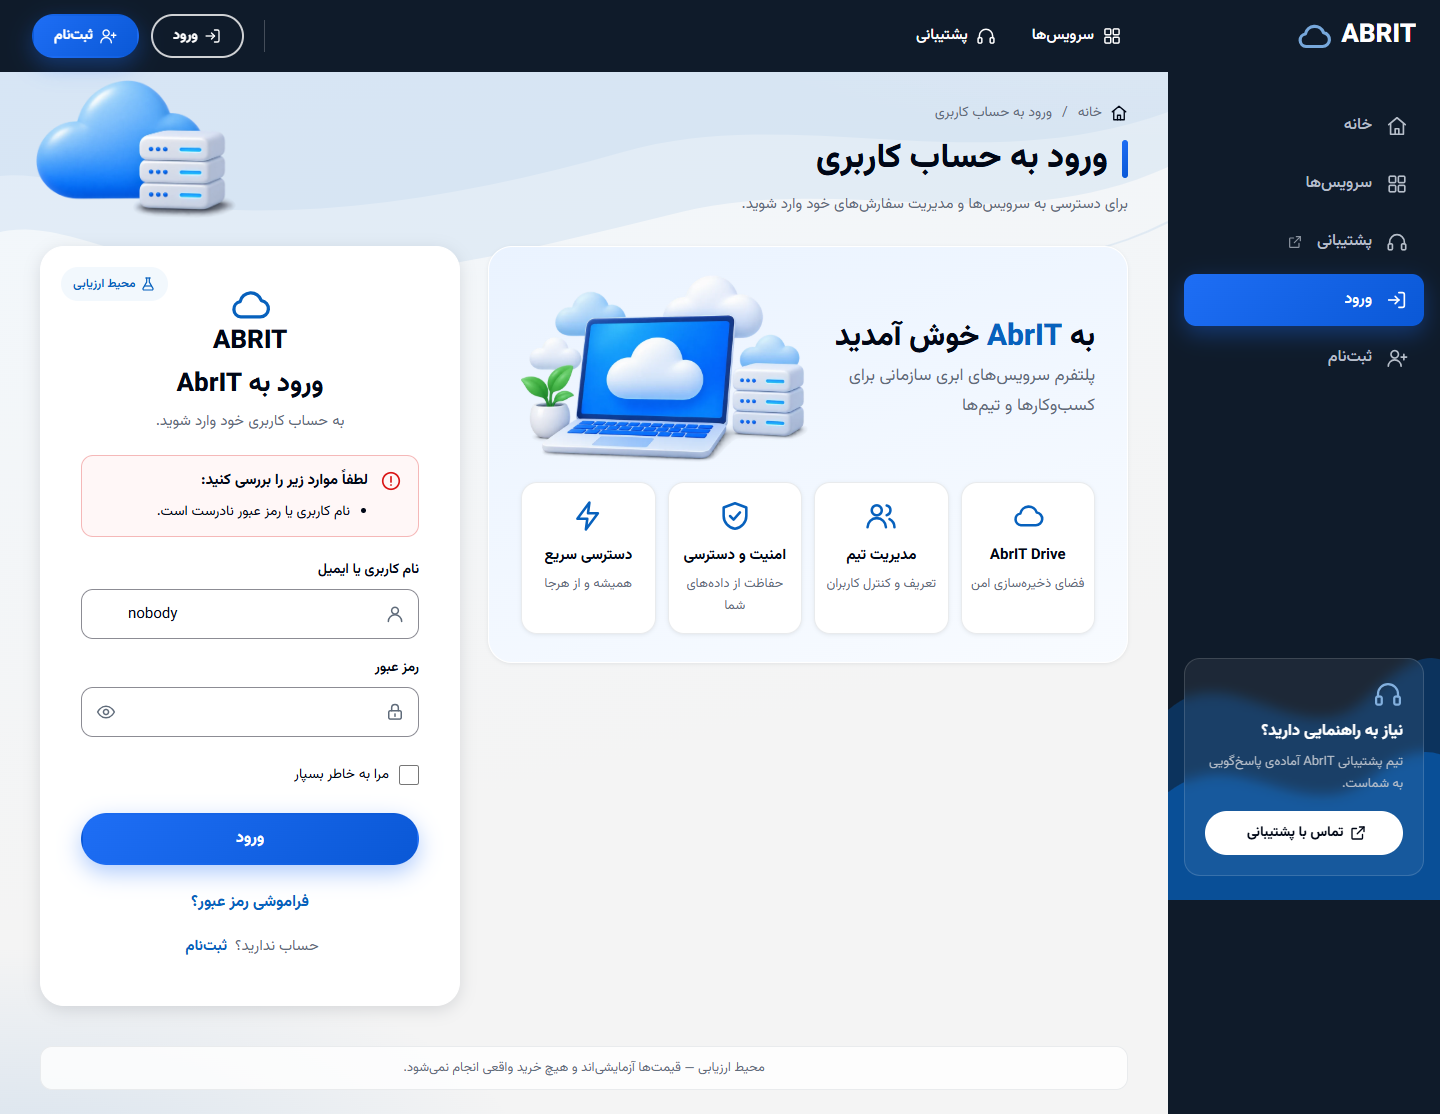 ABRIT
سرویس‌ها
پشتیبانی
ورود
ثبت‌نام
خانه
سرویس‌ها
پشتیبانی
ورود
ثبت‌نام
نیاز به راهنمایی دارید؟
تیم پشتیبانی AbrIT آماده‌ی پاسخ‌گویی
به شماست.
تماس با پشتیبانی
خانه / ورود به حساب کاربری
ورود به حساب کاربری
برای دسترسی به سرویس‌ها و مدیریت سفارش‌های خود وارد شوید.
به AbrIT خوش آمدید
پلتفرم سرویس‌های ابری سازمانی برای
کسب‌وکارها و تیم‌ها
AbrIT Drive
فضای ذخیره‌سازی امن
مدیریت تیم
تعریف و کنترل کاربران
امنیت و دسترسی
حفاظت از داده‌های
شما
دسترسی سریع
همیشه و از هرجا
محیط ارزیابی
ABRIT
ورود به AbrIT
به حساب کاربری خود وارد شوید.
لطفاً موارد زیر را بررسی کنید:
• نام کاربری یا رمز عبور نادرست است.
نام کاربری یا ایمیل
nobody
رمز عبور
مرا به خاطر بسپار
ورود
فراموشی رمز عبور؟
حساب ندارید؟ ثبت‌نام
محیط ارزیابی — قیمت‌ها آزمایشی‌اند و هیچ خرید واقعی انجام نمی‌شود.